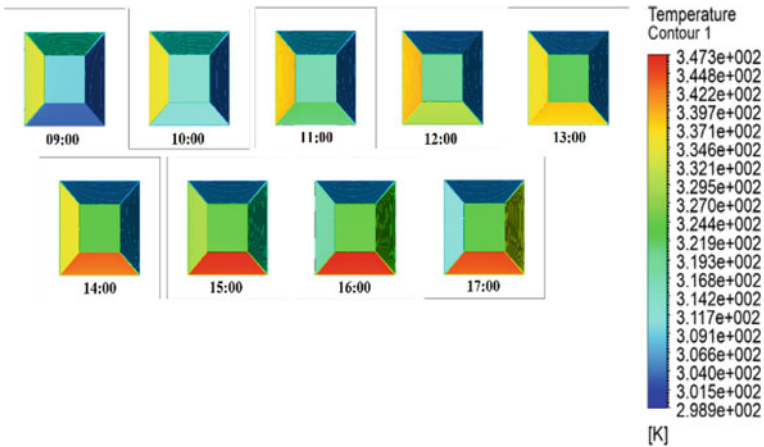 09:00
10:00
11:00
12:00
13:00
14:00
15:00
16:00
17:00
Temperature
Contour 1
3.473e+002
3.448e+002
3.422e+002
3.397e+002
3.371e+002
3.346e+002
3.321e+002
3.295e+002
3.270e+002
3.244e+002
3.219e+002
3.193e+002
3.168e+002
3.142e+002
3.117e+002
3.091e+002
3.066e+002
3.040e+002
3.015e+002
2.989e+002
[K]